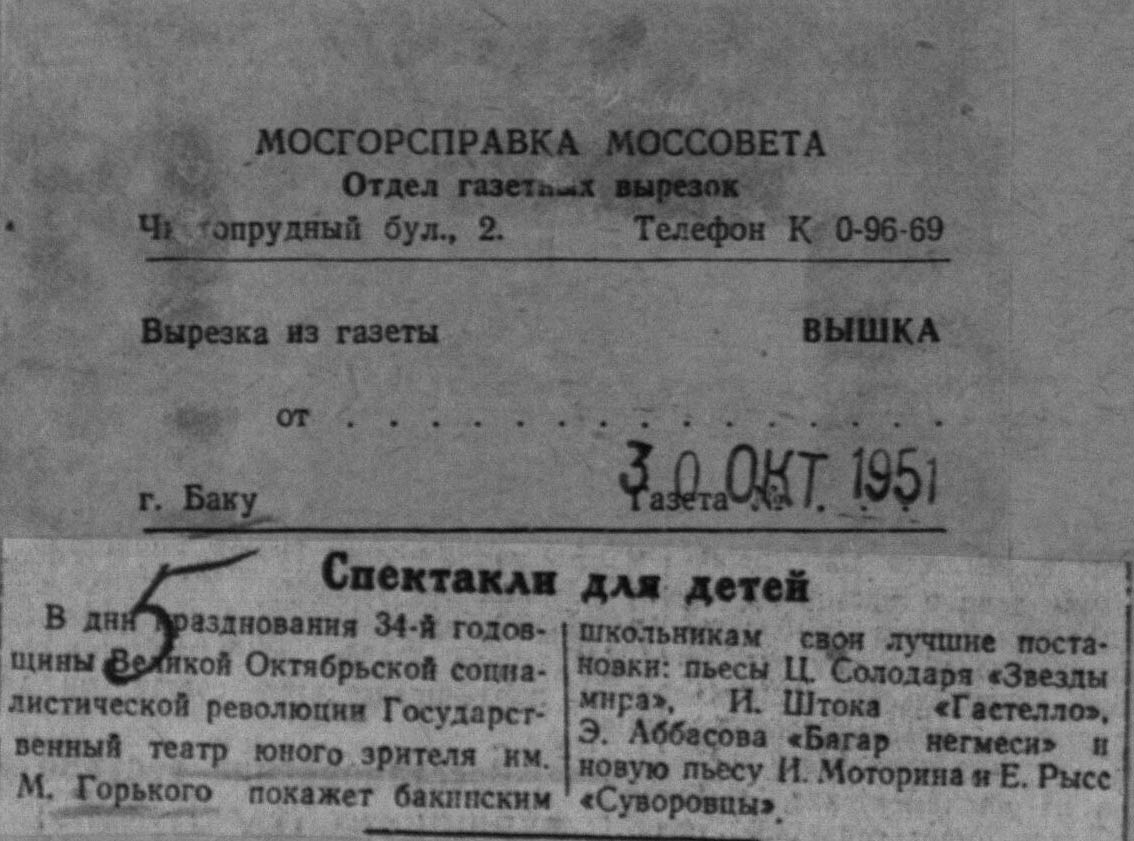 МОСГОРСПРАВКА МОССОВЕТА
Отдел газетных вырезок
Чистопрудный бул., 2. Телефон К 0-96-69
Вырезка из газеты ВЫШКА
от . . . . . . . . . . . . . . . .
30 ОКТ. 1951
г. Баку Газета №
5
Спектакли для детей
В дни празднования 34-й годов-
щины Великой Октябрьской социа-
листической революции Государст-
венный театр юного зрителя им.
М. Горького покажет бакинским
школьникам свои лучшие поста-
новки: пьесы Ц. Солодаря «Звезды
мира», И. Штока «Гастелло»,
Э. Аббасова «Багар негмеси» и
новую пьесу И. Моторина и Е. Рысс
«Суворовцы».